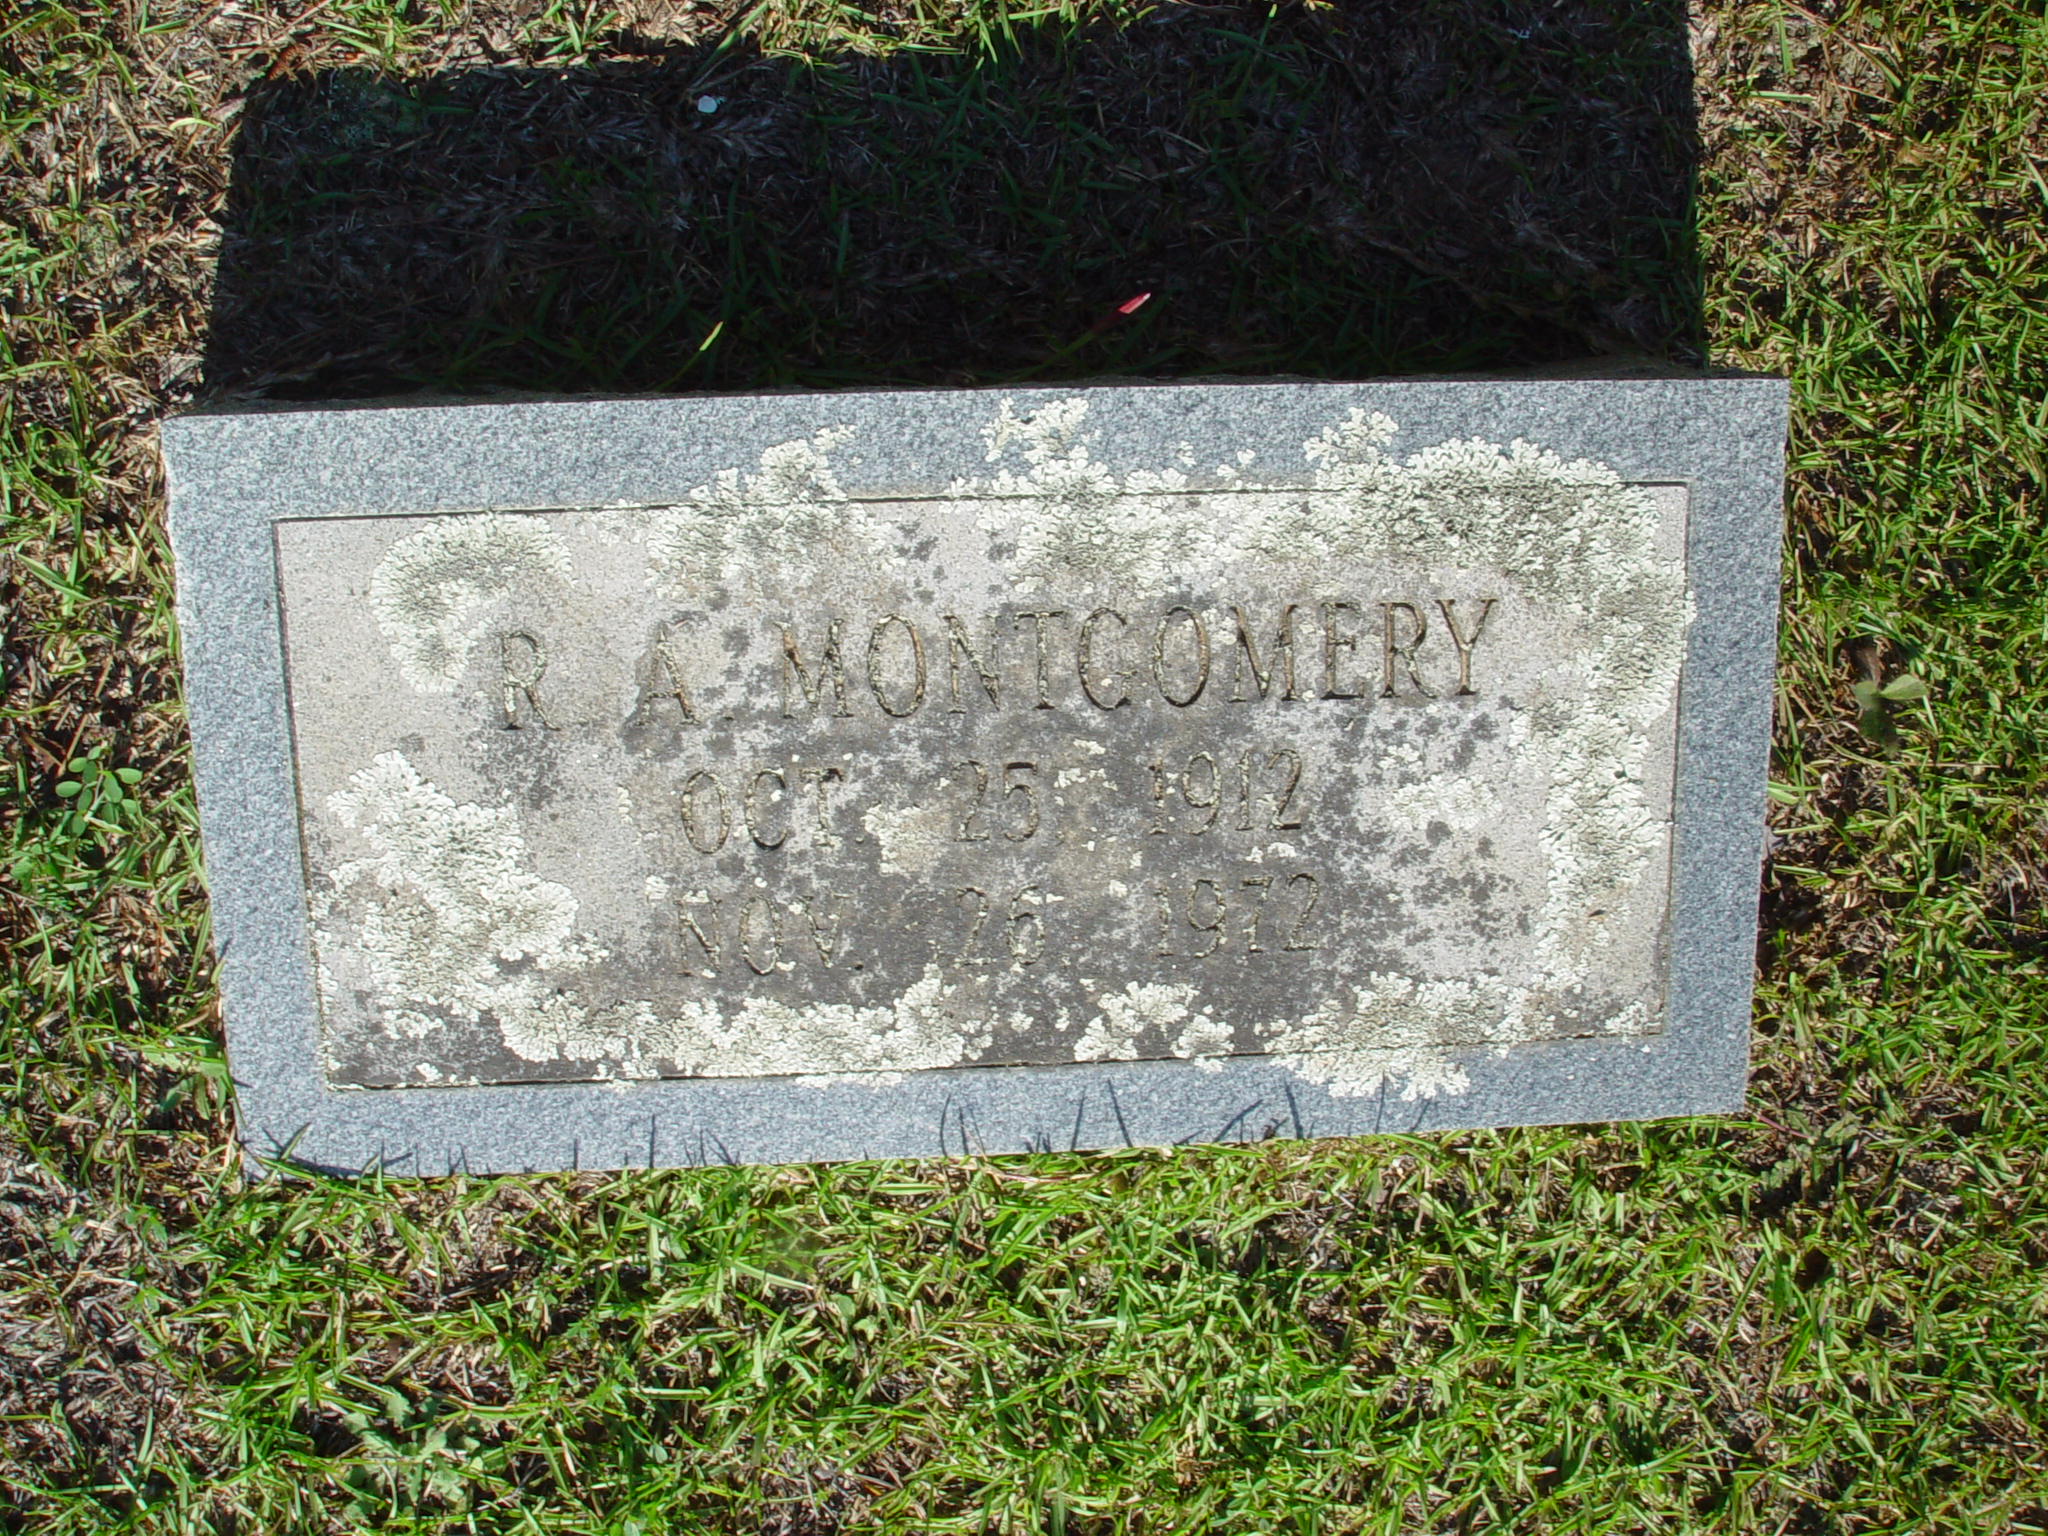 R. A. MONTGOMERY
OCT. 25, 1912
NOV. 26, 1972